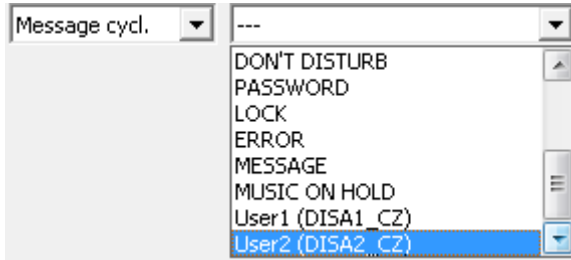 Message cycl. ---
DON'T DISTURB
PASSWORD
LOCK
ERROR
MESSAGE
MUSIC ON HOLD
User1 (DISA1_CZ)
User2 (DISA2_CZ)